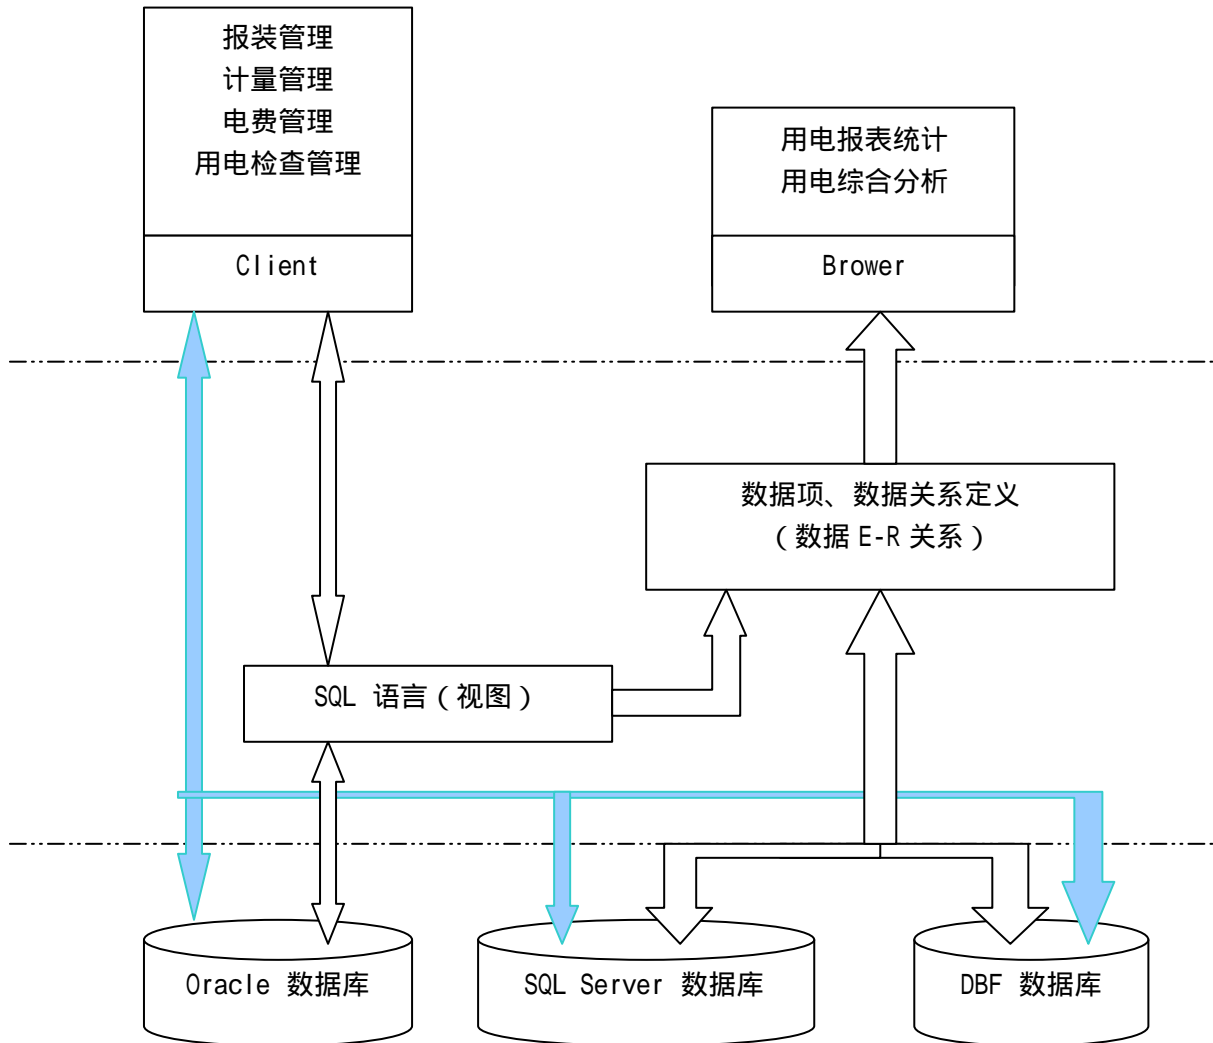 报装管理
计量管理
电费管理
用电检查管理
Client
用电报表统计
用电综合分析
Brower
数据项、数据关系定义
（数据 E-R 关系）
SQL 语言（视图）
Oracle 数据库
SQL Server 数据库
DBF 数据库